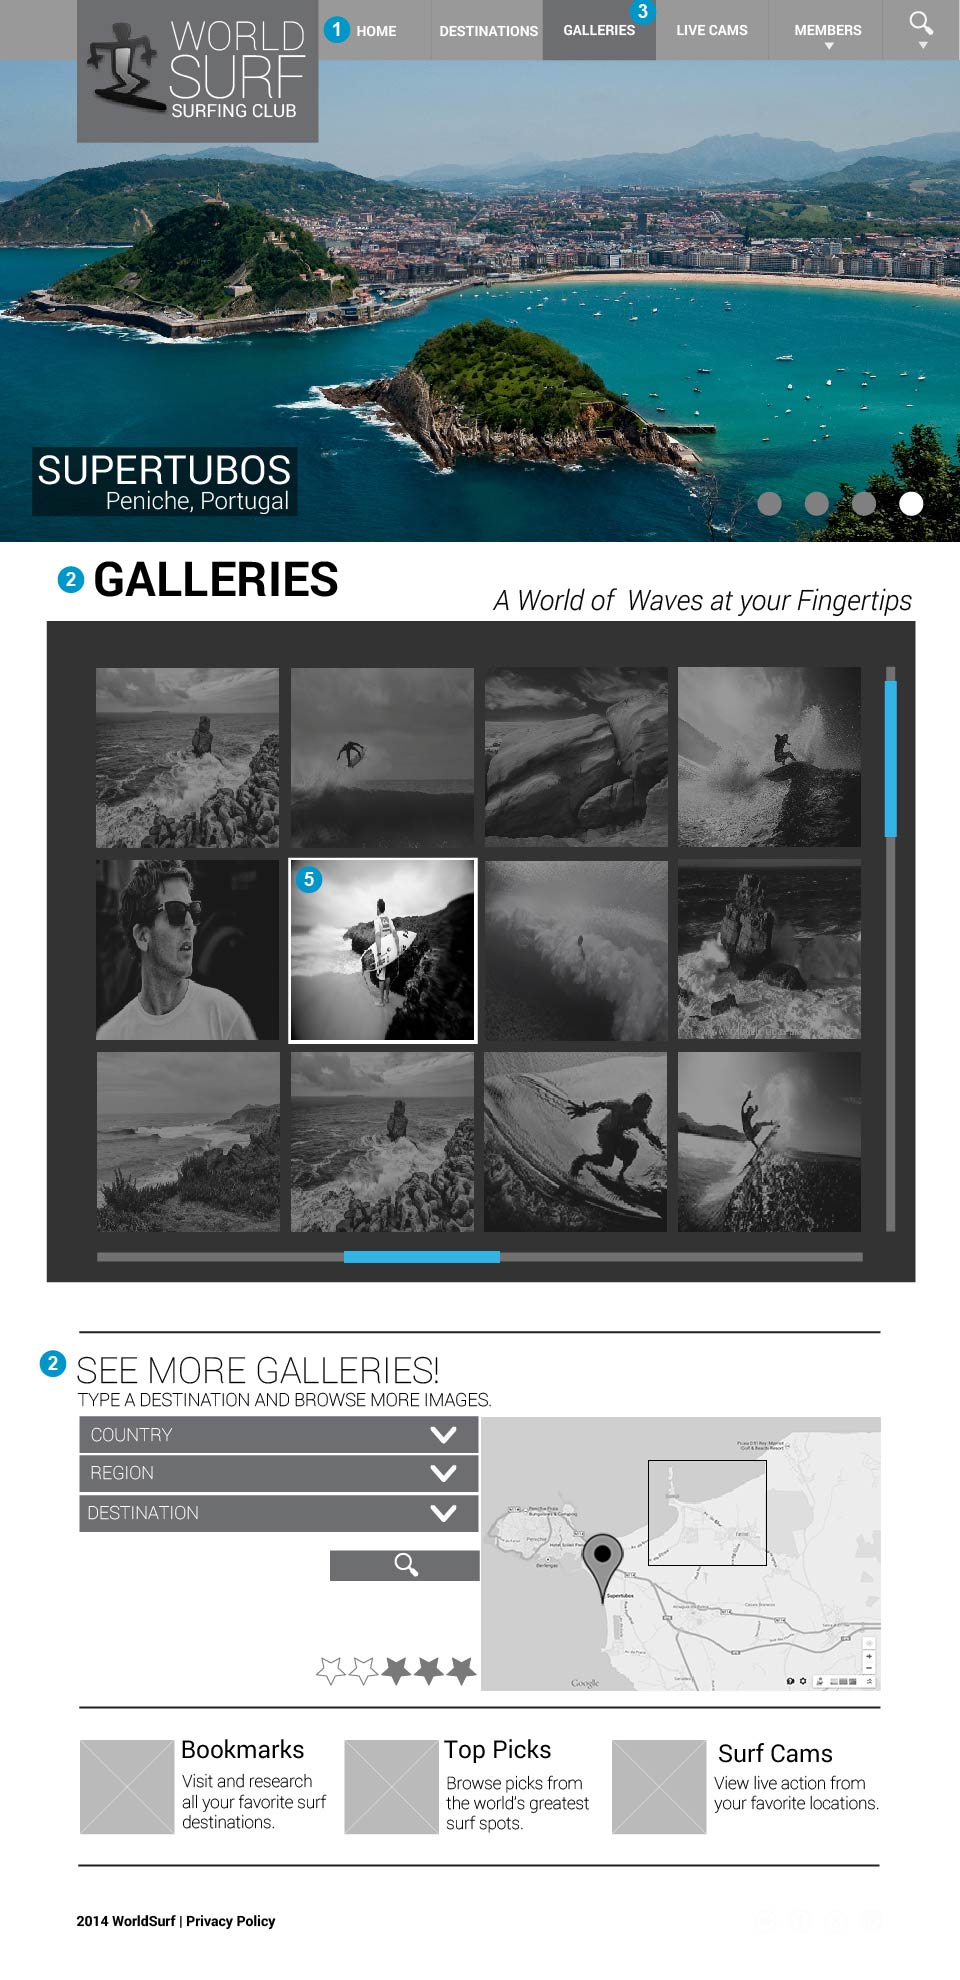 WORLD
SURF
SURFING CLUB
1 HOME
DESTINATIONS
GALLERIES
3
LIVE CAMS
MEMBERS
SUPERTUBOS
Peniche, Portugal
2 GALLERIES
A World of Waves at your Fingertips
5
2 SEE MORE GALLERIES!
TYPE A DESTINATION AND BROWSE MORE IMAGES.
COUNTRY
REGION
DESTINATION
Peniche
Berlengas
Supertubos
Google
Bookmarks
Visit and research
all your favorite surf
destinations.
Top Picks
Browse picks from
the world's greatest
surf spots.
Surf Cams
View live action from
your favorite locations.
2014 WorldSurf | Privacy Policy